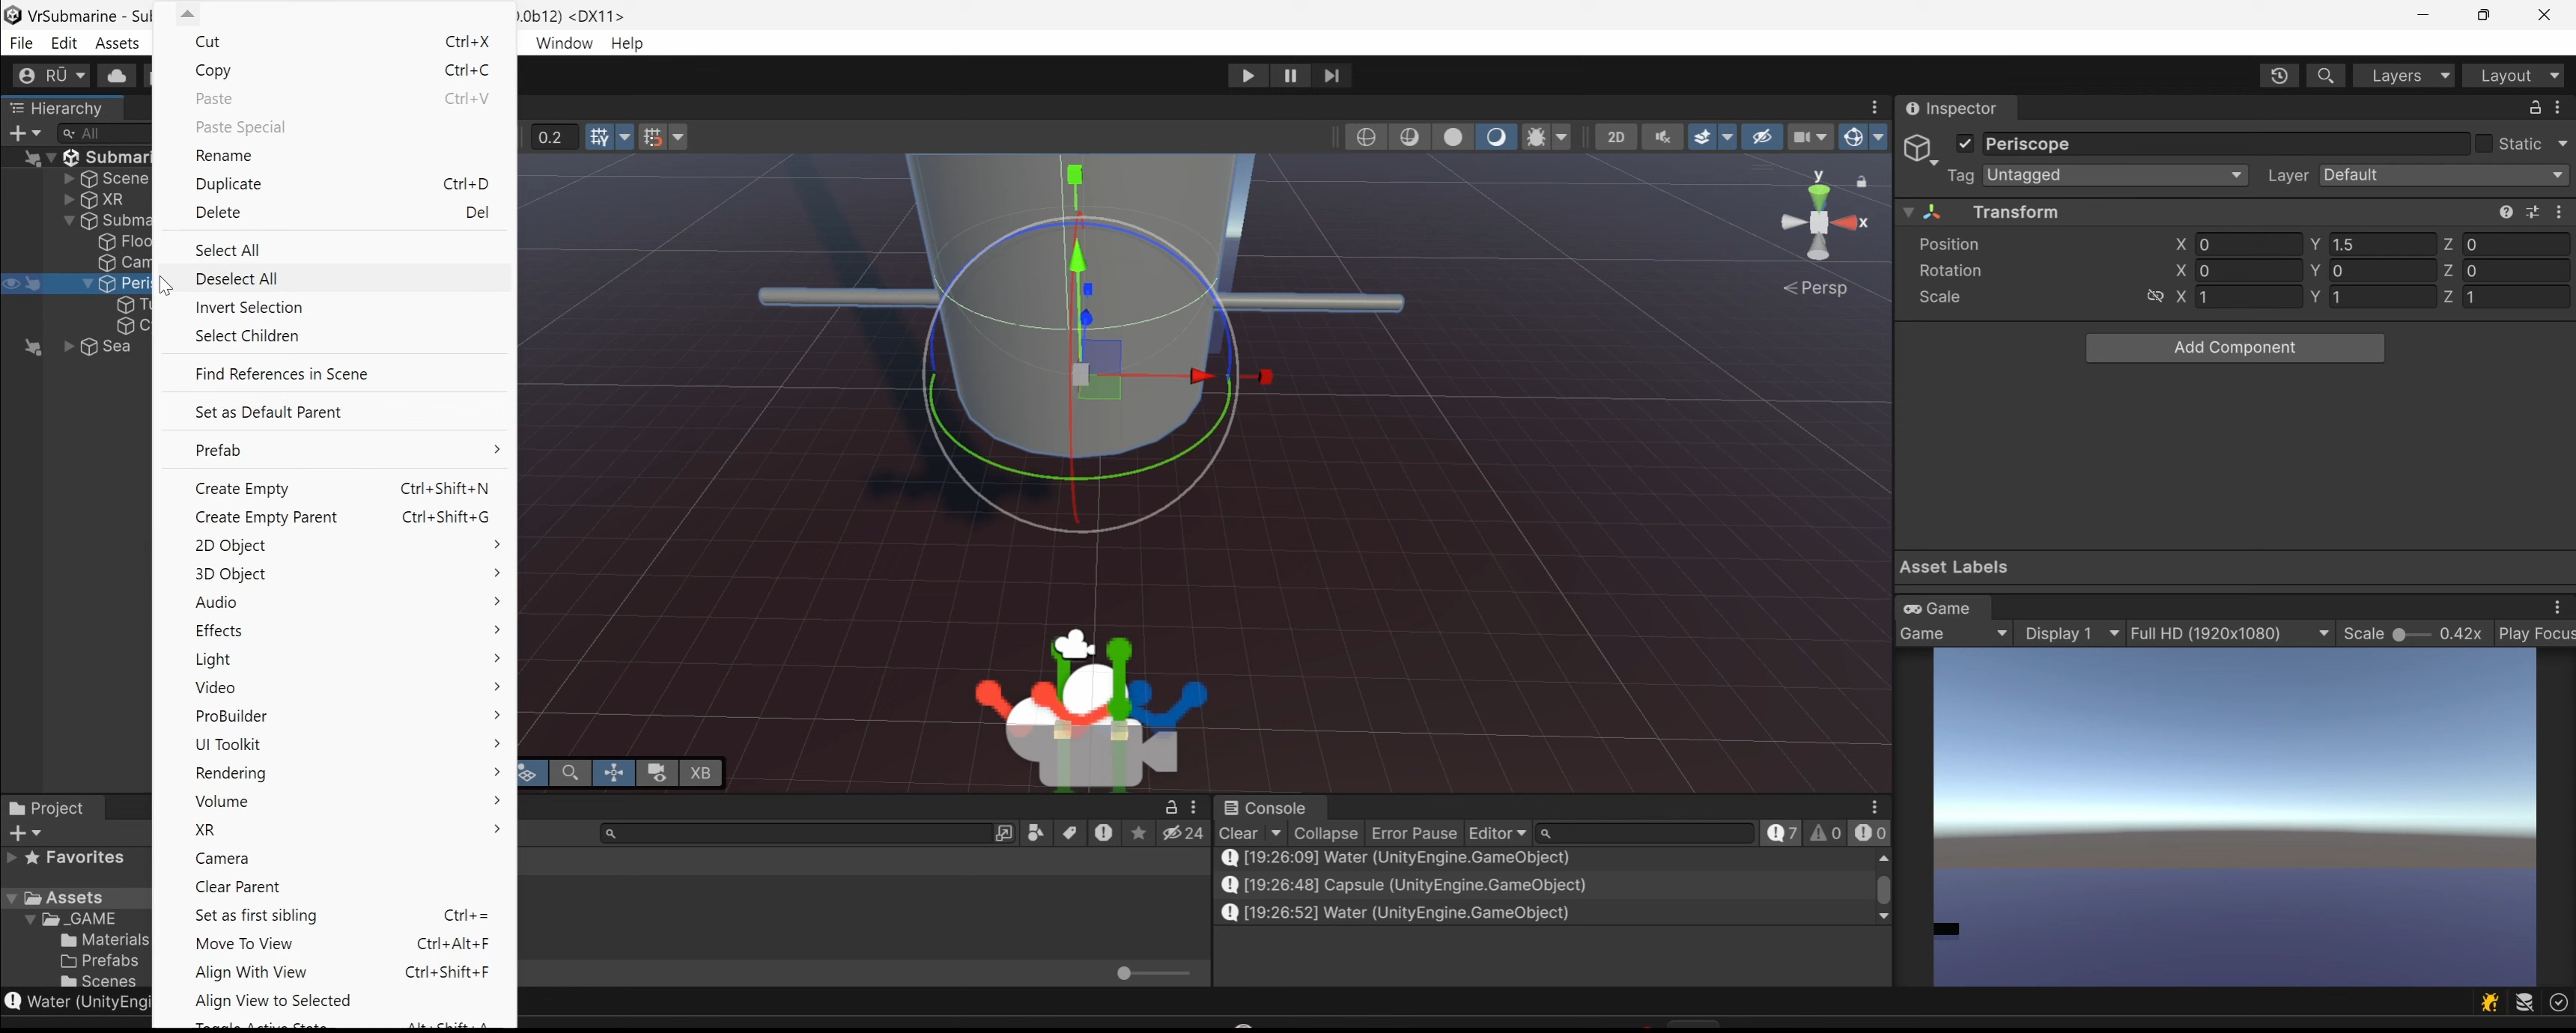 VrSubmarine - Sul
.0b12) <DX11>
File Edit Assets
Window Help
RŪ
Layers
Layout
Hierarchy
All
Submari
Scene
XR
Subma
Floo
Cam
Peris
Tu
C
Sea
Cut Ctrl+X
Copy Ctrl+C
Paste Ctrl+V
Paste Special
Rename
Duplicate Ctrl+D
Delete Del
Select All
Deselect All
Invert Selection
Select Children
Find References in Scene
Set as Default Parent
Prefab
Create Empty Ctrl+Shift+N
Create Empty Parent Ctrl+Shift+G
2D Object
3D Object
Audio
Effects
Light
Video
ProBuilder
UI Toolkit
Rendering
Volume
XR
Camera
Clear Parent
Set as first sibling Ctrl+=
Move To View Ctrl+Alt+F
Align With View Ctrl+Shift+F
Align View to Selected
Toggle Active State Alt+Shift+A
0.2
2D
y
x
Persp
XB
Inspector
Periscope
Static
Tag Untagged
Layer Default
Transform
Position X 0 Y 1.5 Z 0
Rotation X 0 Y 0 Z 0
Scale X 1 Y 1 Z 1
Add Component
Asset Labels
Game
Game Display 1 Full HD (1920x1080) Scale 0.42x Play Focus
Project
24
Favorites
Assets
_GAME
Materials
Prefabs
Scenes
Console
Clear Collapse Error Pause Editor
7 0 0
[19:26:09] Water (UnityEngine.GameObject)
[19:26:48] Capsule (UnityEngine.GameObject)
[19:26:52] Water (UnityEngine.GameObject)
Water (UnityEngi